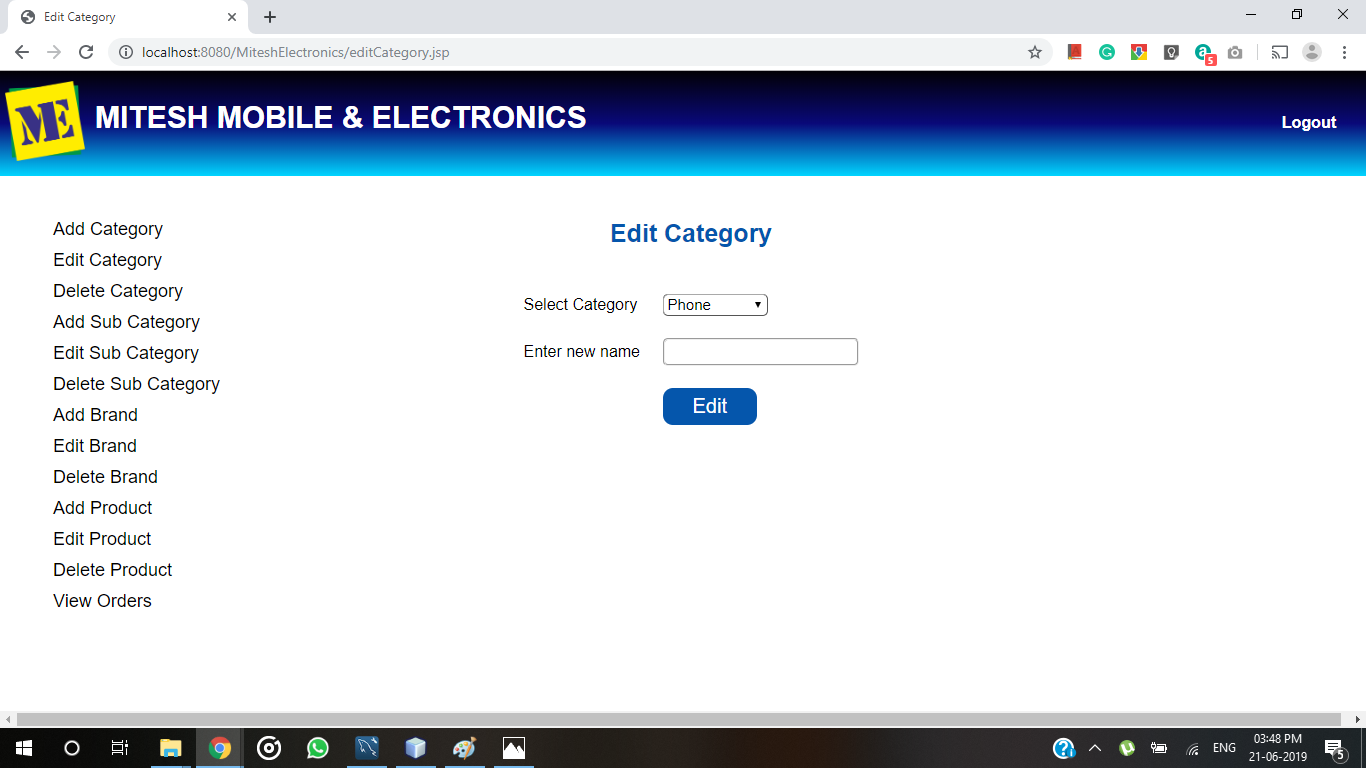 Edit Category
localhost:8080/MiteshElectronics/editCategory.jsp
5
ME
MITESH MOBILE & ELECTRONICS
Logout
Add Category
Edit Category
Delete Category
Add Sub Category
Edit Sub Category
Delete Sub Category
Add Brand
Edit Brand
Delete Brand
Add Product
Edit Product
Delete Product
View Orders
Edit Category
Select Category
Phone
Enter new name
Edit
ENG
03:48 PM
21-06-2019
5